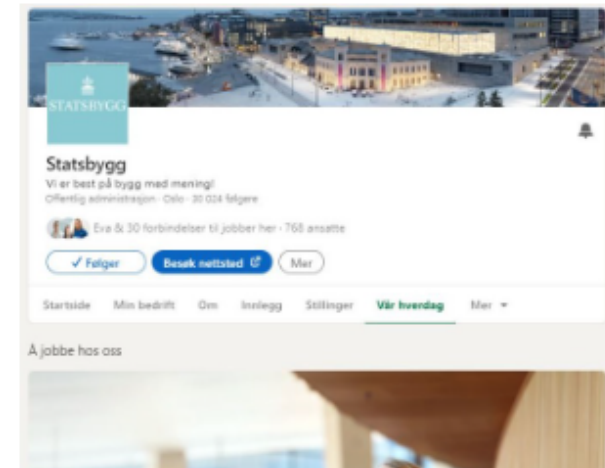 STATSBYGG
Statsbygg
Vi er best på bygg med mening!
Offentlig administrasjon · Oslo · 30 024 følgere
Eva & 30 forbindelser til jobber her · 768 ansatte
✓ Følger Besøk nettsted Mer
Startside Min bedrift Om Innlegg Stillinger Vår hverdag Mer
Å jobbe hos oss